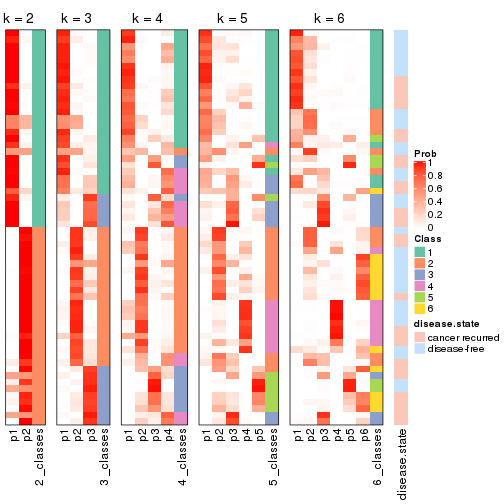 k = 2
k = 3
k = 4
k = 5
k = 6
Prob
1
0.8
0.6
0.4
0.2
0
Class
1
2
3
4
5
6
disease.state
cancer recurred
disease-free
p1
p2
2_classes
p1
p2
p3
3_classes
p1
p2
p3
p4
4_classes
p1
p2
p3
p4
p5
5_classes
p1
p2
p3
p4
p5
p6
6_classes
disease.state